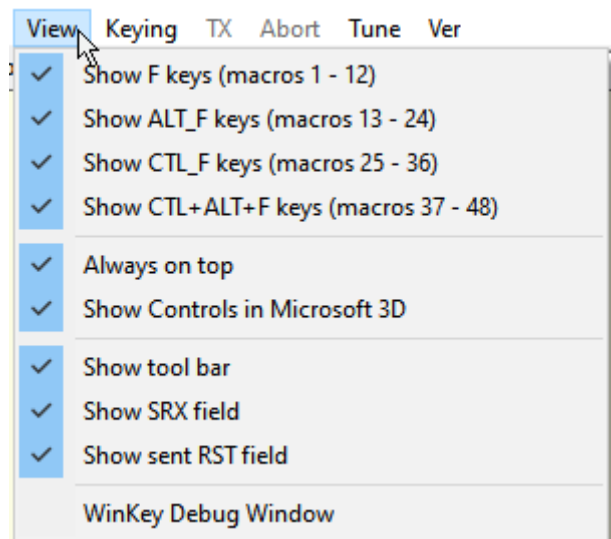 View Keying TX Abort Tune Ver
Show F keys (macros 1 - 12)
Show ALT_F keys (macros 13 - 24)
Show CTL_F keys (macros 25 - 36)
Show CTL+ALT+F keys (macros 37 - 48)
Always on top
Show Controls in Microsoft 3D
Show tool bar
Show SRX field
Show sent RST field
WinKey Debug Window